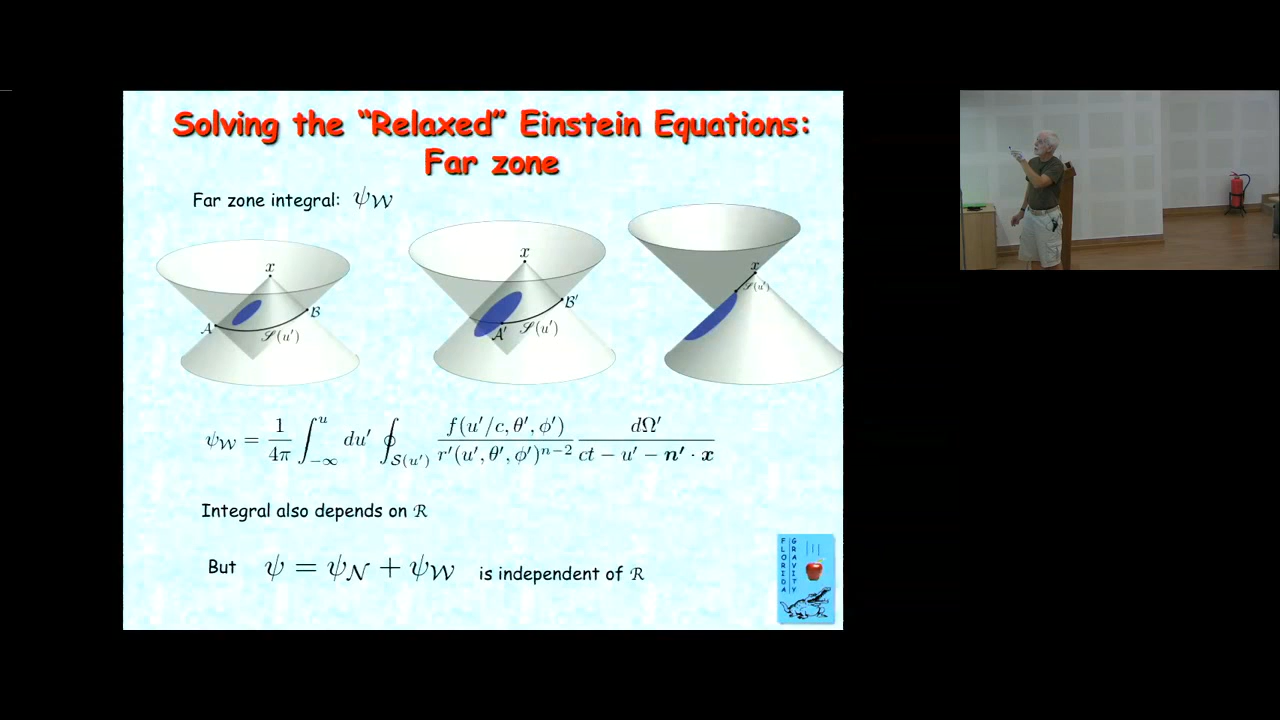 Solving the “Relaxed” Einstein Equations:
Far zone
Far zone integral: ψ_𝒲
x
A
B
𝒮(u′)
x
A′
B′
𝒮(u′)
x
𝒮(u′)
ψ_𝒲 = 1/4π ∫_{−∞}^{u} du′ ∮_{𝒮(u′)} f(u′/c, θ′, φ′)/r′(u′, θ′, φ′)^{n−2} dΩ′/(ct − u′ − n′ · x)
Integral also depends on ℛ
But ψ = ψ_𝒩 + ψ_𝒲 is independent of ℛ
FLORIDA
GRAVITY